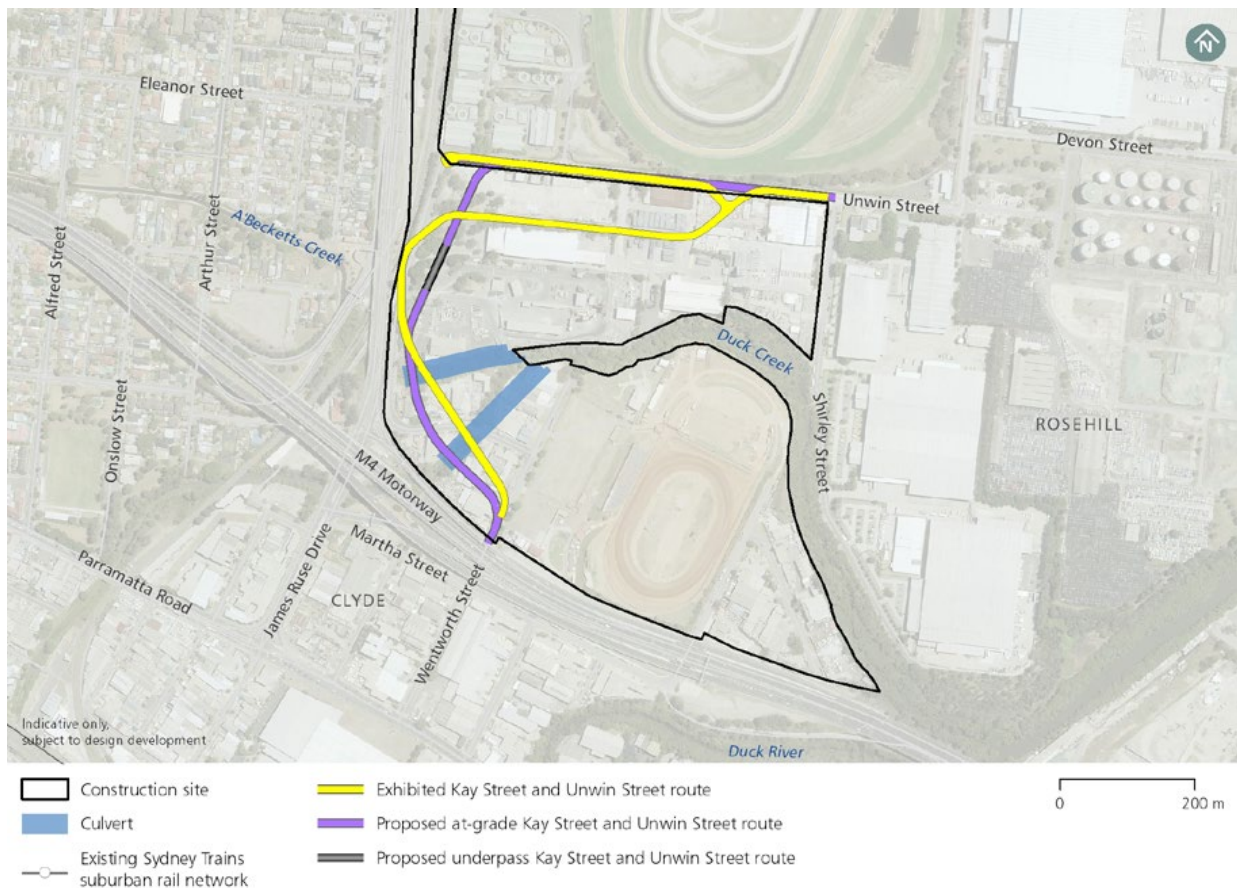 N
Eleanor Street
Devon Street
Unwin Street
A'Becketts Creek
Arthur Street
Alfred Street
Duck Creek
Shirley Street
ROSEHILL
Onslow Street
M4 Motorway
Martha Street
James Ruse Drive
CLYDE
Wentworth Street
Parramatta Road
Indicative only,
subject to design development
Duck River
Construction site
Culvert
Existing Sydney Trains
suburban rail network
Exhibited Kay Street and Unwin Street route
Proposed at-grade Kay Street and Unwin Street route
Proposed underpass Kay Street and Unwin Street route
0 200 m